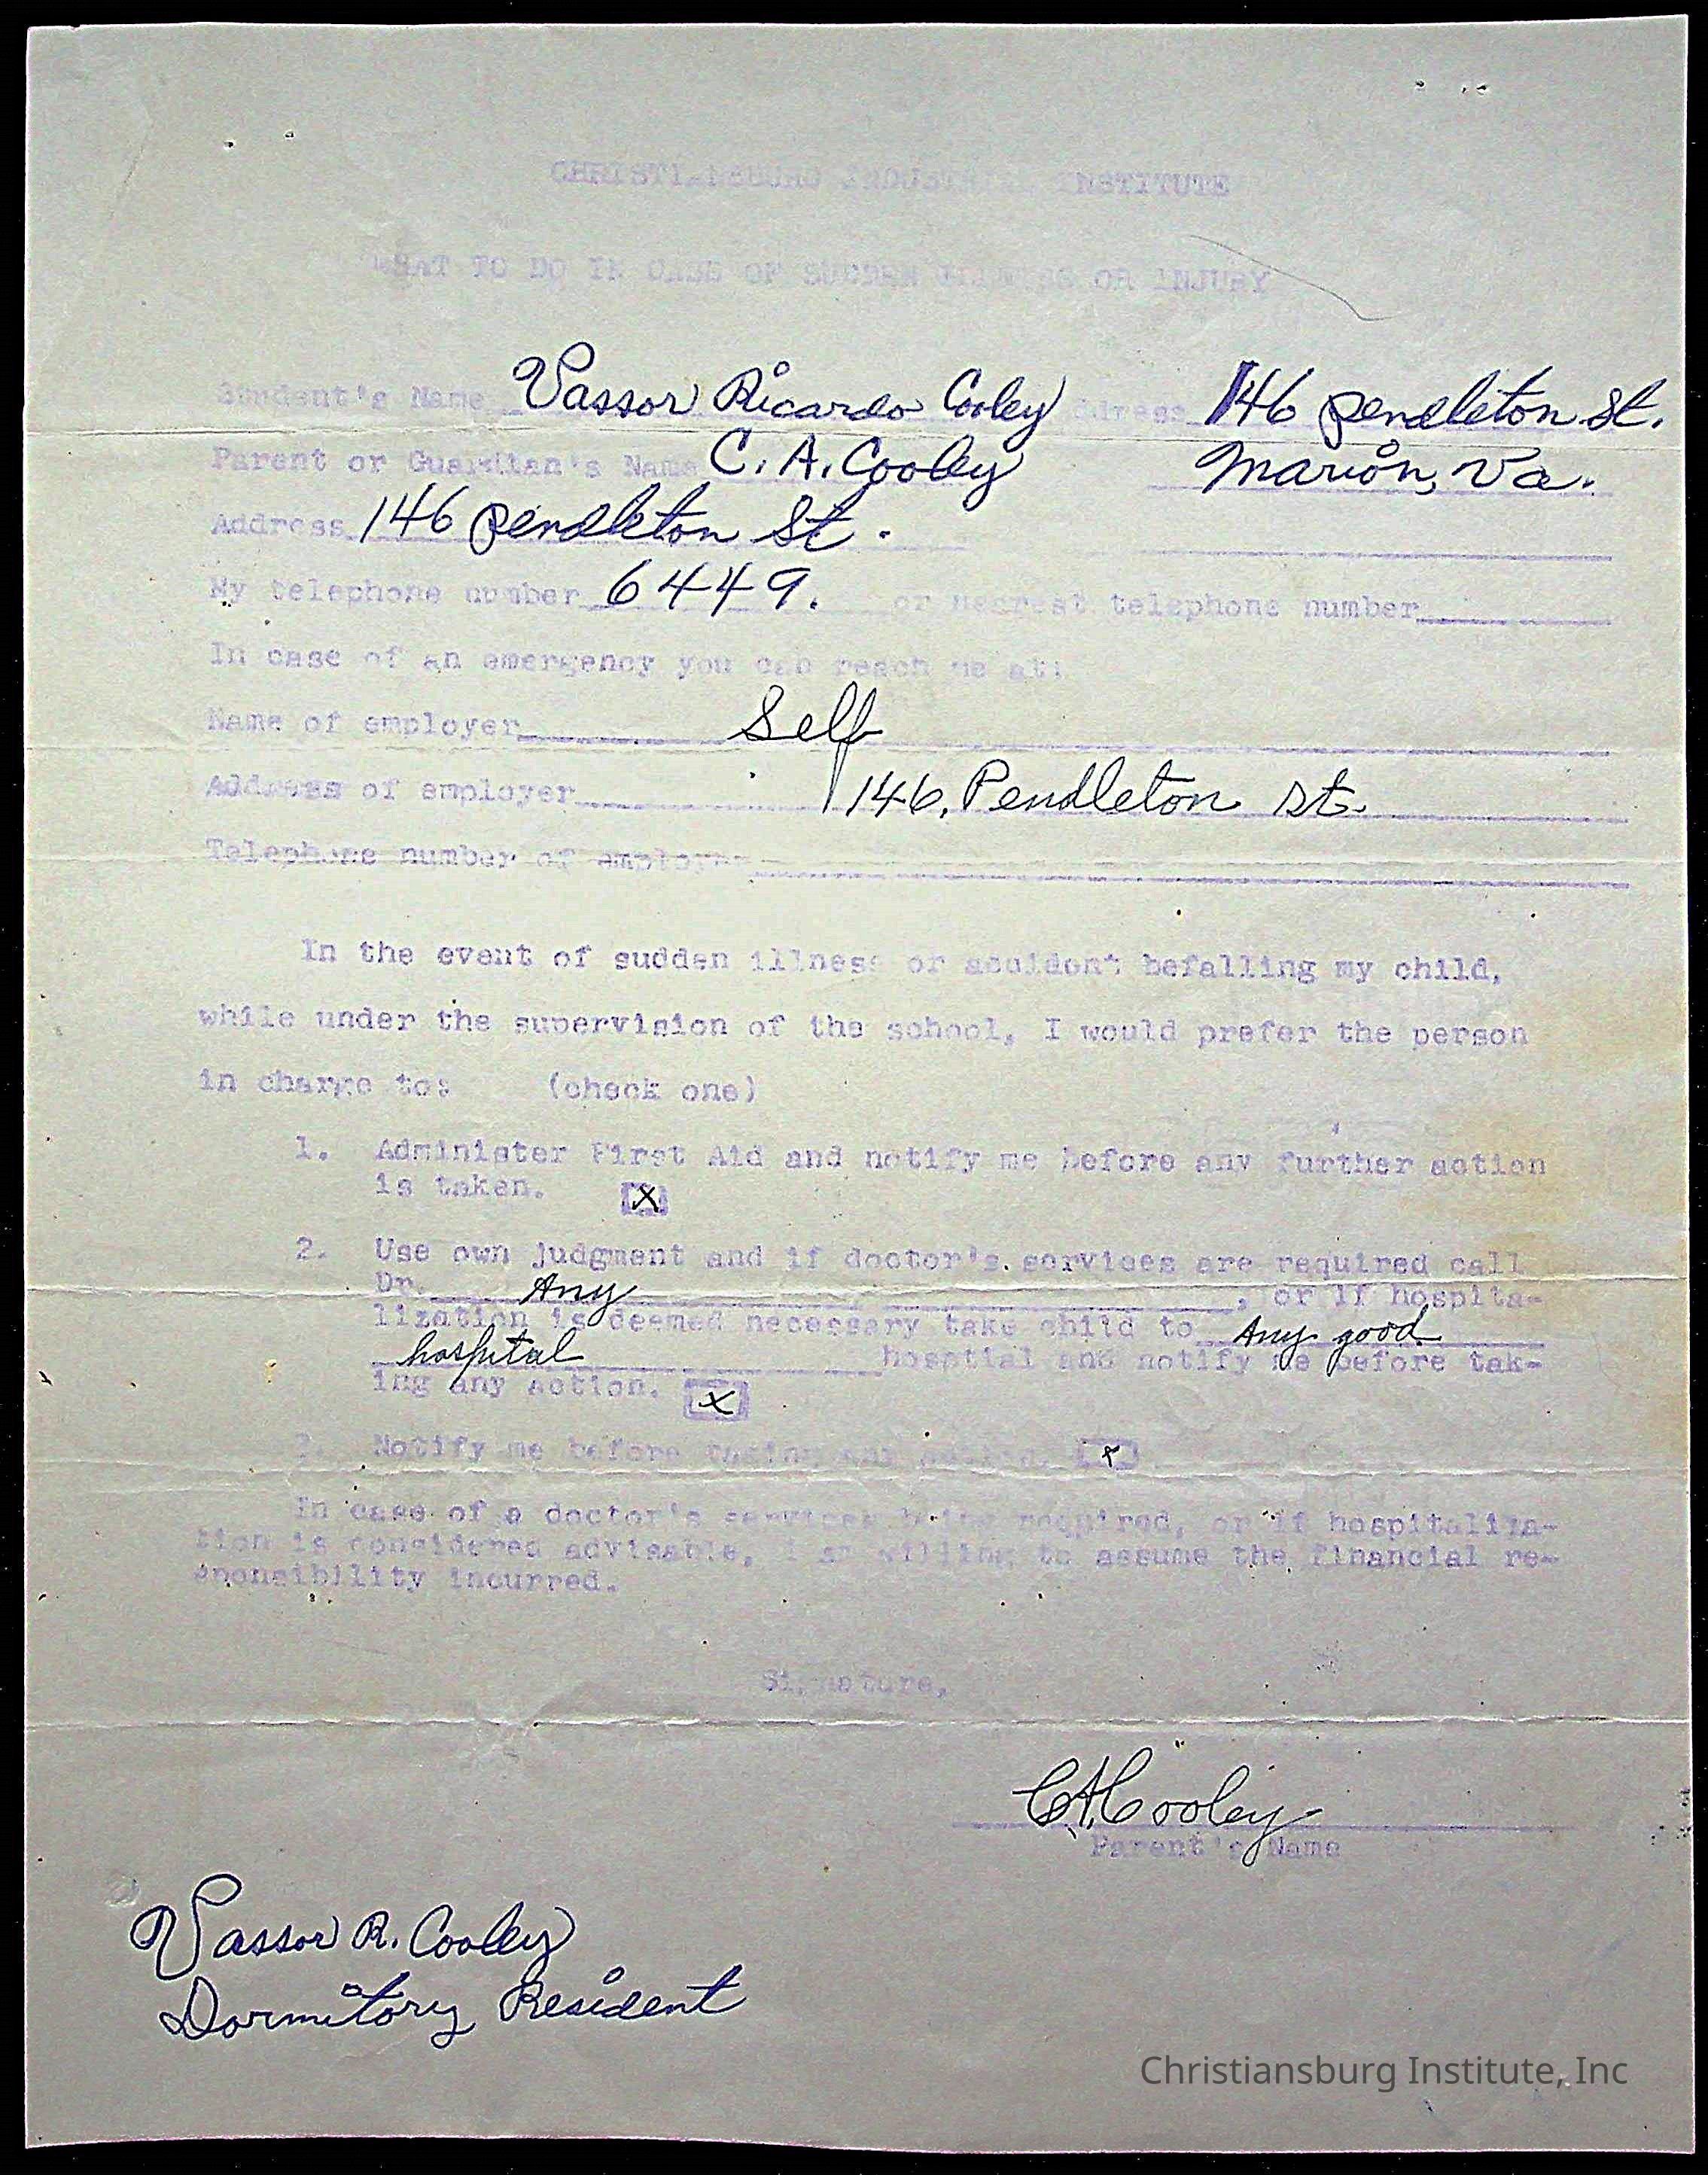 CHRISTIANSBURG INDUSTRIAL INSTITUTE
WHAT TO DO IN CASE OF SUDDEN ILLNESS OR INJURY
Student's Name Vassor Ricardo Cooley Address 146 pendleton St.
Parent or Guardian's Name C. A. Cooley Marion, Va.
Address 146 pendleton St.
My telephone number 6449. or nearest telephone number
In case of an emergency you can reach me at:
Name of employer Self
Address of employer 146, Pendleton St.
Telephone number of employer
In the event of sudden illness or accident befalling my child,
while under the supervision of the school, I would prefer the person
in charge to: (check one)
1. Administer First Aid and notify me before any further action
is taken. X
2. Use own judgment and if doctor's services are required call
Dr. Any , or if hospita-
lization is deemed necessary take child to Any good
hospital hosptial and notify me before tak-
ing any action. X
3. Notify me before taking any action. X
In case of a doctor's services being required, or if hospitaliza-
tion is considered advisable, I am willing to assume the financial re-
sponsibility incurred.
Signature,
C A Cooley
Parent's Name
Vassor R. Cooley
Dormitory Resident
Christiansburg Institute, Inc